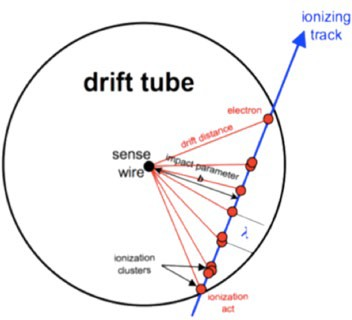 ionizing
track
drift tube
electron
drift distance
sense
wire
impact parameter
b
λ
ionization
clusters
ionization
act